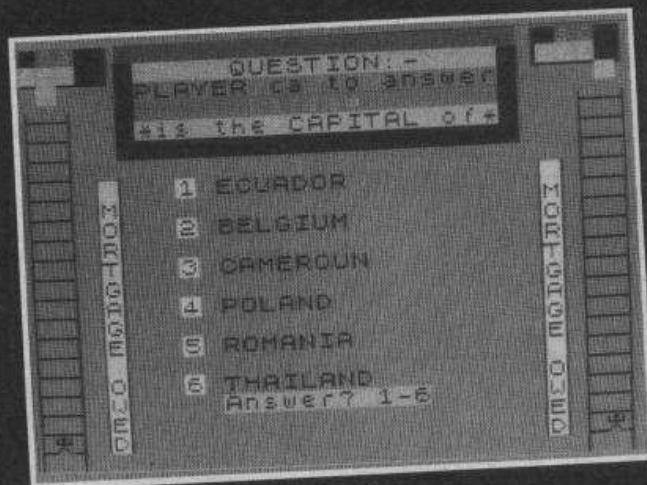 QUESTION:-
PLAYER ca to answer
*is the CAPITAL of*
1 ECUADOR
2 BELGIUM
3 CAMEROUN
4 POLAND
5 ROMANIA
6 THAILAND
Answer? 1-6
MORTGAGE OWED
MORTGAGE OWED